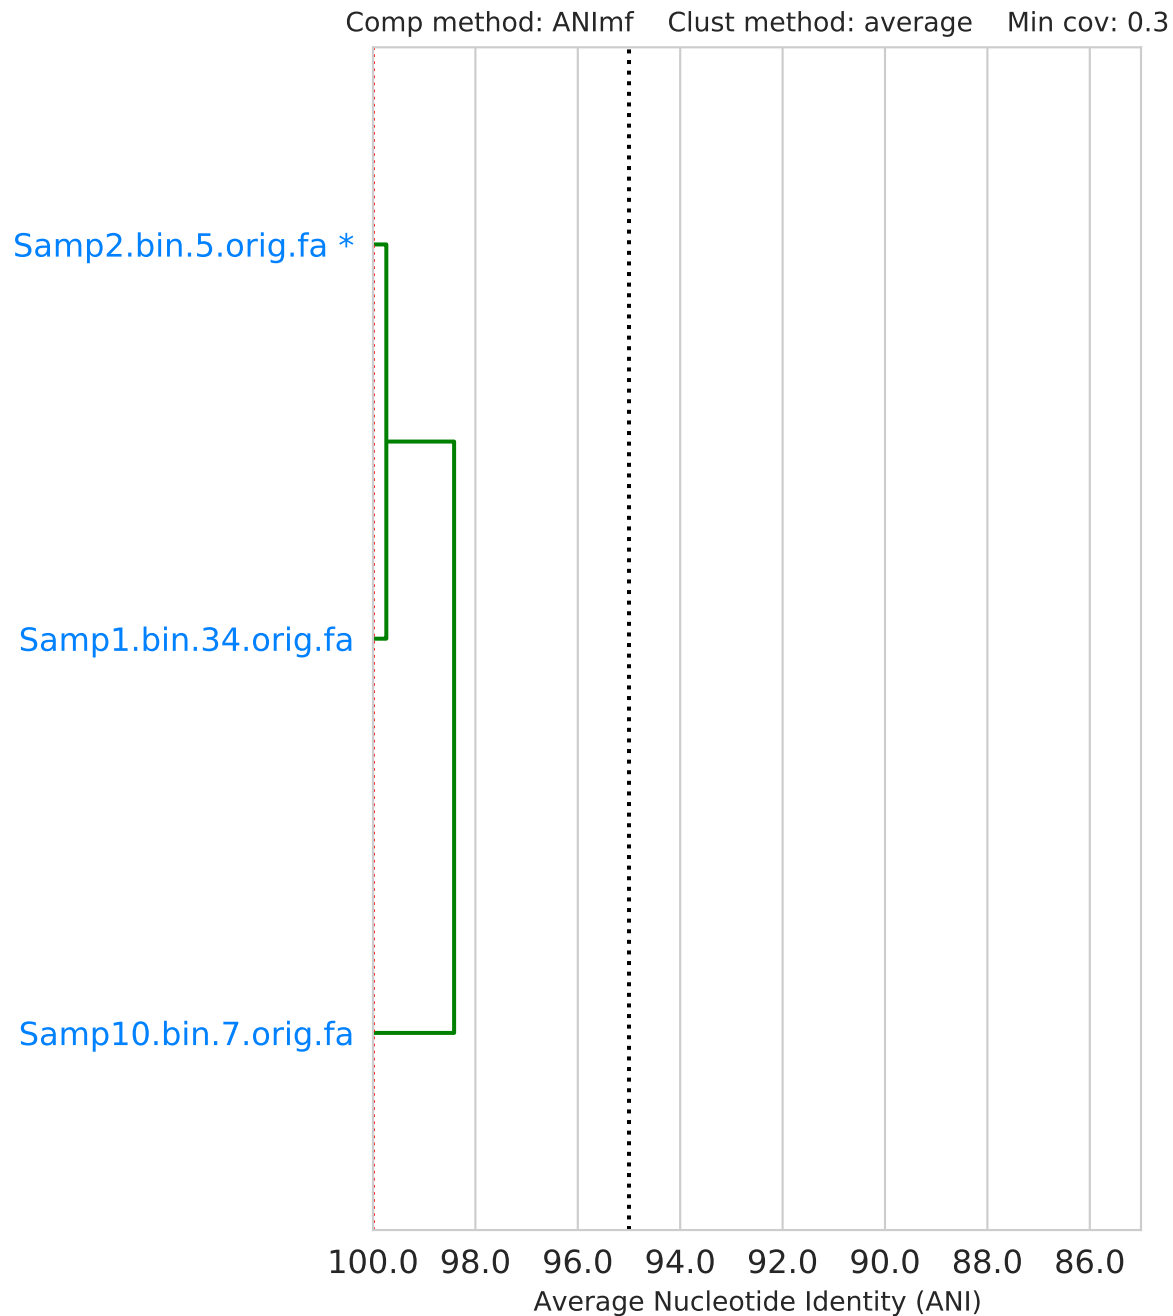 Comp method: ANImf    Clust method: average    Min cov: 0.3
Samp2.bin.5.orig.fa *
Samp1.bin.34.orig.fa
Samp10.bin.7.orig.fa
100.0 98.0 96.0 94.0 92.0 90.0 88.0 86.0
Average Nucleotide Identity (ANI)